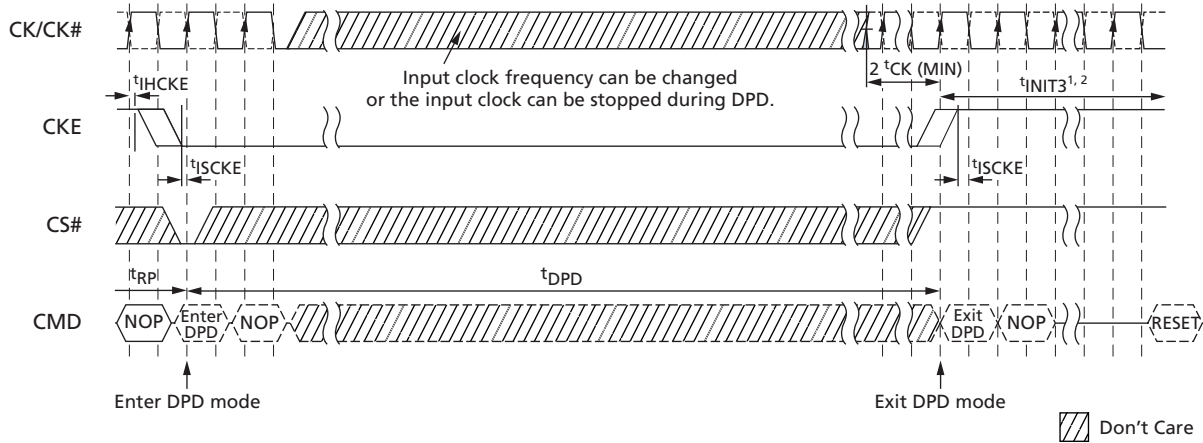 CK/CK#
Input clock frequency can be changed
or the input clock can be stopped during DPD.
2 tCK (MIN)
tINIT3 1, 2
tIHCKE
CKE
tISCKE
tISCKE
CS#
tRP
tDPD
CMD
NOP
Enter
DPD
NOP
Exit
DPD
NOP
RESET
Enter DPD mode
Exit DPD mode
Don't Care